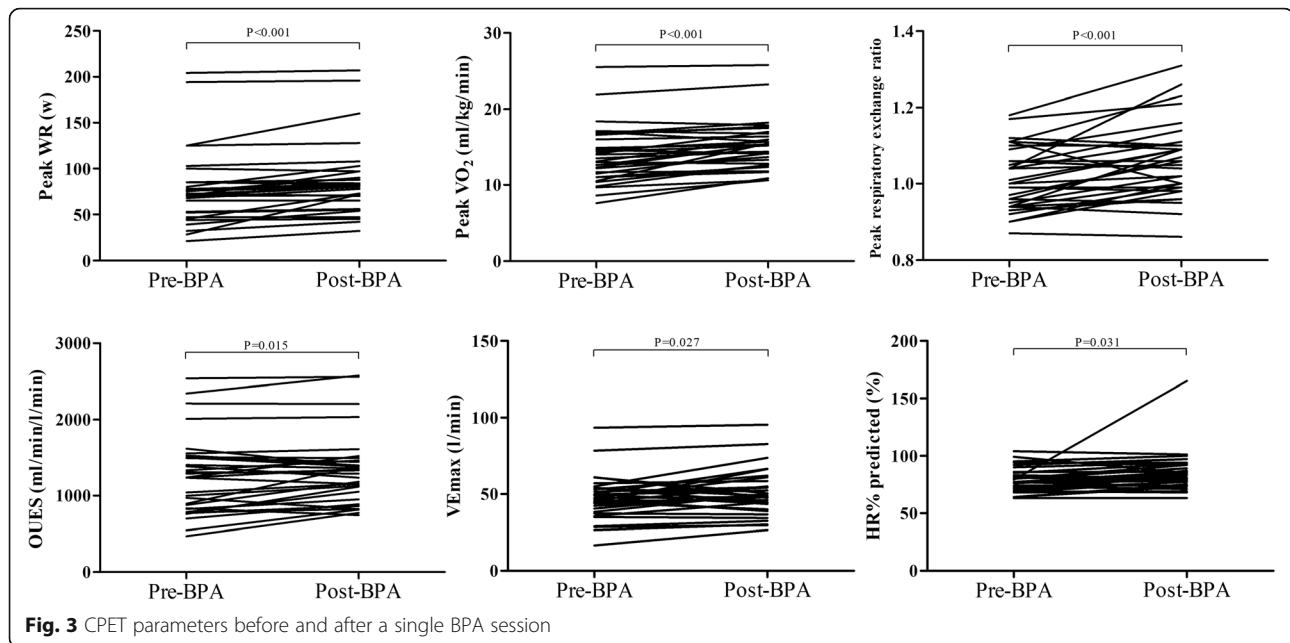 P<0.001
Peak WR (w)
250
200
150
100
50
0
Pre-BPA Post-BPA
P<0.001
Peak VO₂ (ml/kg/min)
30
20
10
0
Pre-BPA Post-BPA
P<0.001
Peak respiratory exchange ratio
1.4
1.2
1.0
0.8
Pre-BPA Post-BPA
P=0.015
OUES (ml/min/l/min)
3000
2000
1000
0
Pre-BPA Post-BPA
P=0.027
VEmax (l/min)
150
100
50
0
Pre-BPA Post-BPA
P=0.031
HR% predicted (%)
200
150
100
50
0
Pre-BPA Post-BPA
Fig. 3 CPET parameters before and after a single BPA session